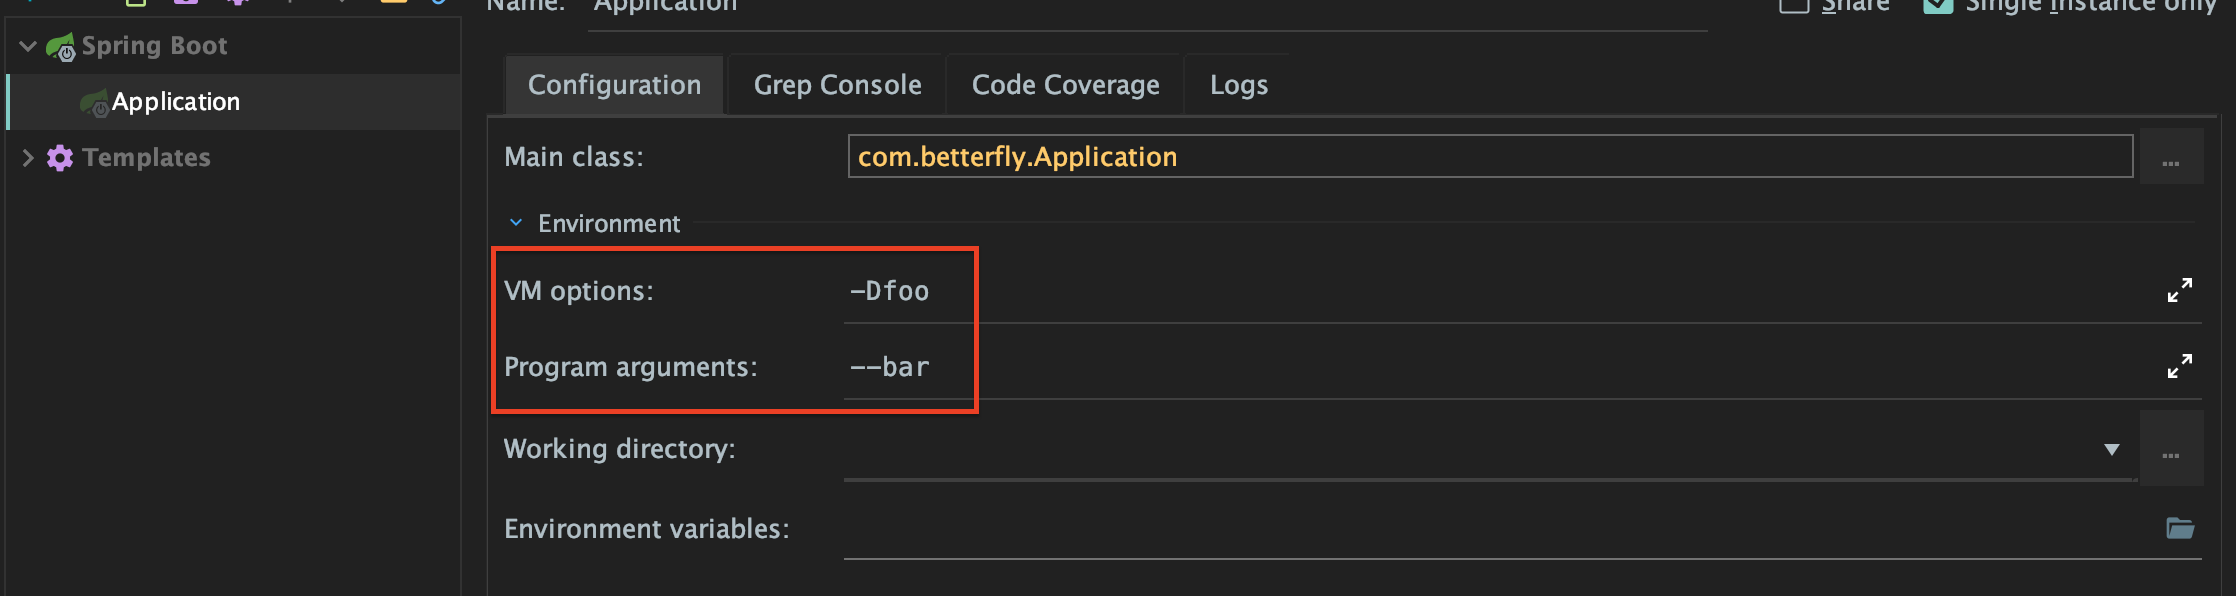 Name: Application Share Single instance only
Spring Boot
Application
Templates
Configuration Grep Console Code Coverage Logs
Main class: com.betterfly.Application ...
Environment
VM options: -Dfoo
Program arguments: --bar
Working directory: ...
Environment variables: